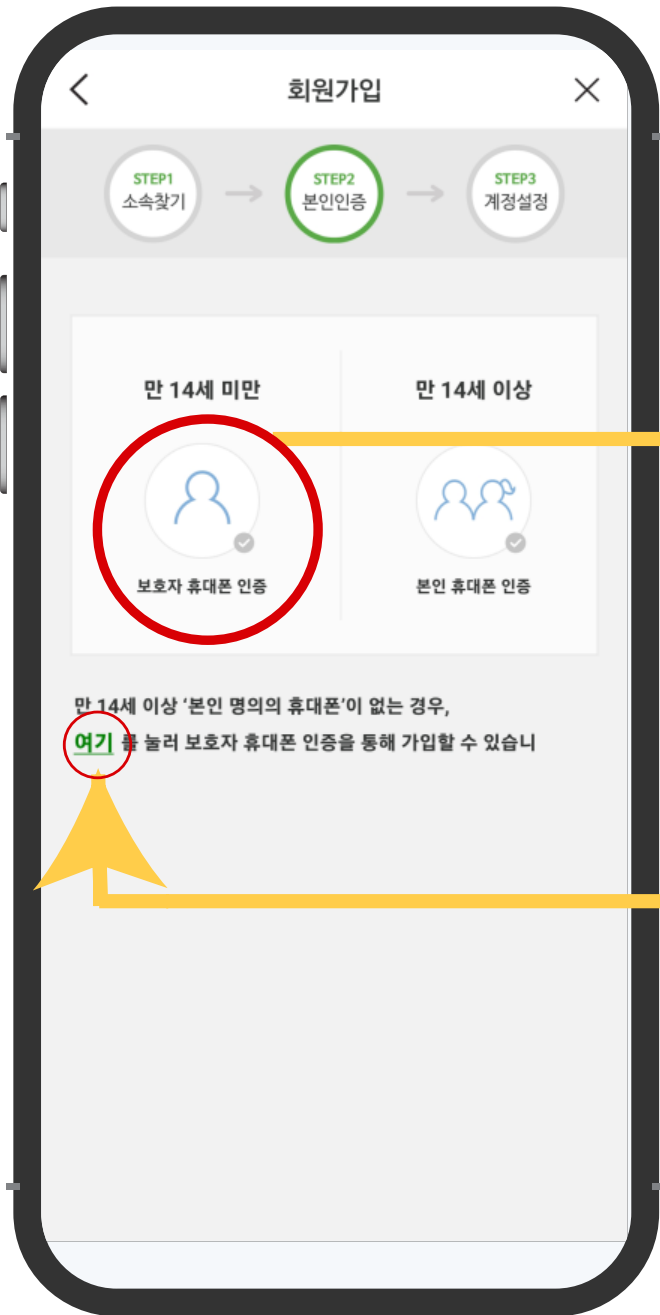 회원가입
STEP1
소속찾기
STEP2
본인인증
STEP3
계정설정
만 14세 미만
만 14세 이상
보호자 휴대폰 인증
본인 휴대폰 인증
만 14세 이상 ‘본인 명의의 휴대폰’이 없는 경우,
여기 를 눌러 보호자 휴대폰 인증을 통해 가입할 수 있습니